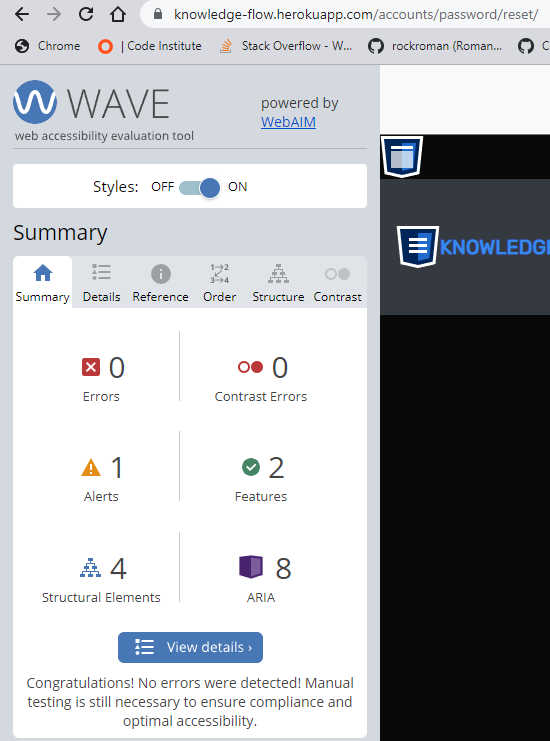 knowledge-flow.herokuapp.com/accounts/password/reset/
Chrome | Code Institute Stack Overflow - W... rockroman (Roman... C
WAVE
web accessibility evaluation tool
powered by
WebAIM
Styles: OFF ON
Summary
Summary Details Reference Order Structure Contrast
0 0
Errors Contrast Errors
1 2
Alerts Features
4 8
Structural Elements ARIA
View details ›
Congratulations! No errors were detected! Manual
testing is still necessary to ensure compliance and
optimal accessibility.
KNOWLEDGE